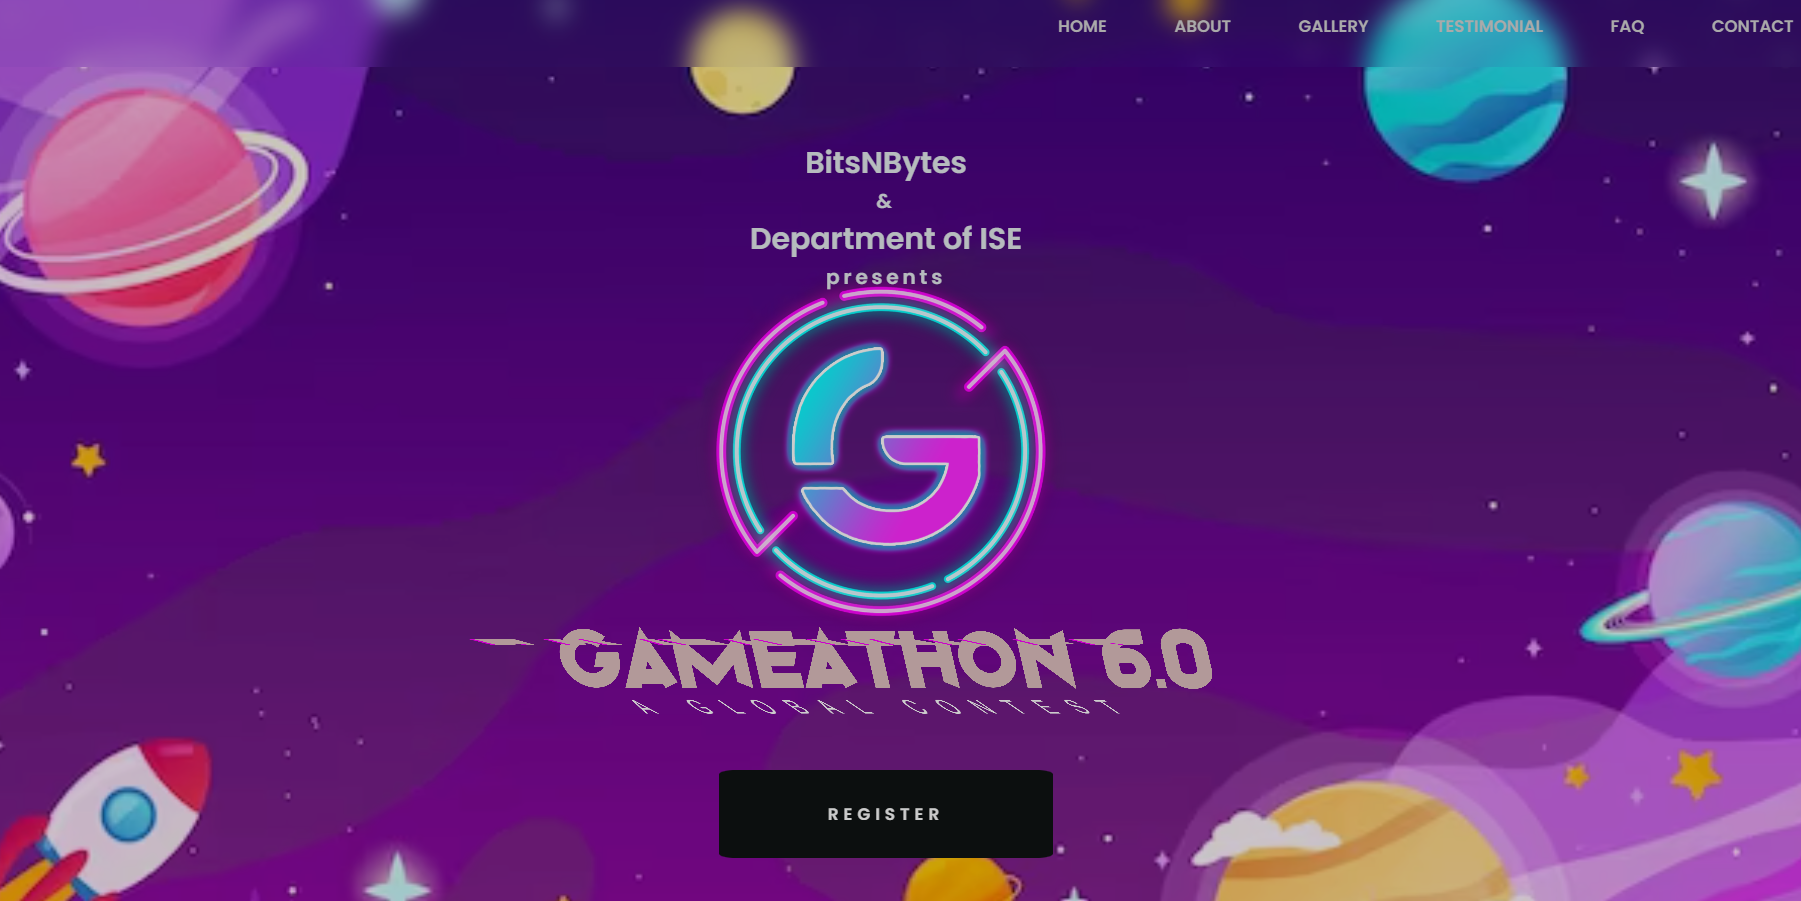 HOME ABOUT GALLERY TESTIMONIAL FAQ CONTACT
BitsNBytes
&
Department of ISE
presents
G
GAMEATHON 6.0
A GLOBAL CONTEST
REGISTER